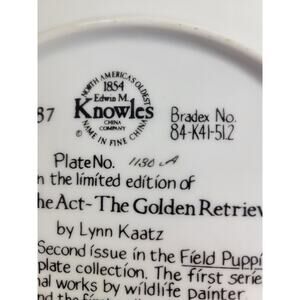 NORTH AMERICA'S OLDEST
1854
Edwin M.
Knowles
CHINA
COMPANY
NAME IN FINE CHINA
©
87
Bradex No.
84-K41-5.1.2
Plate No. 1130 A
n the limited edition of
he Act- The Golden Retriev
by Lynn Kaatz
Second issue in the Field Puppi
plate collection. The first serie
nal works by wildlife painter